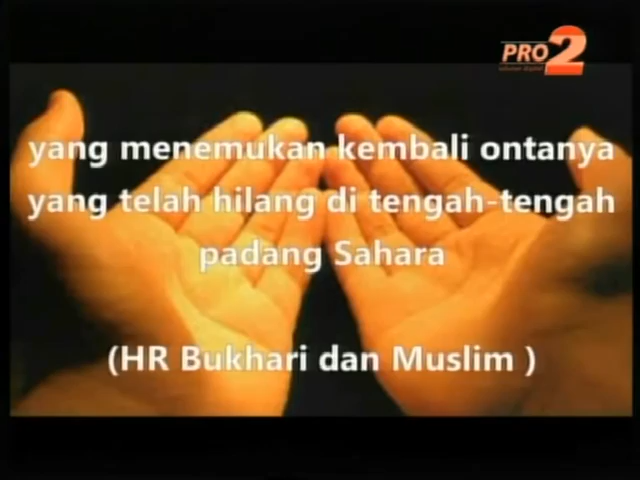 PRO2
yang menemukan kembali ontanya
yang telah hilang di tengah-tengah
padang Sahara
(HR Bukhari dan Muslim )